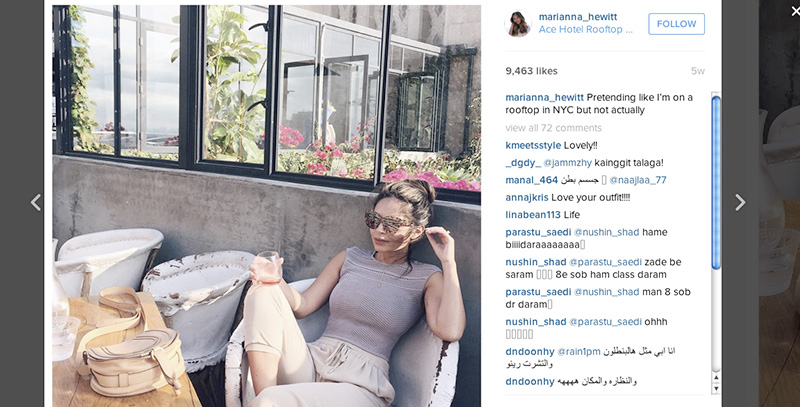 marianna_hewitt
Ace Hotel Rooftop ...
FOLLOW
9,463 likes
5w
marianna_hewitt Pretending like I'm on a
rooftop in NYC but not actually
view all 72 comments
kmeetsstyle Lovely!!
_dgdy_ @jammzhy kainggit talaga!
manal_464 جسسم بطن @naajlaa_77
annajkris Love your outfit!!!!
linabean113 Life
parastu_saedi @nushin_shad hame
biiidaraaaaaaaa
nushin_shad @parastu_saedi zade be
saram 8e sob ham class daram
parastu_saedi @nushin_shad man 8 sob
dr daram
nushin_shad @parastu_saedi ohhh
dndoonhy @rain1pm انا ابي مثل هالبنطلون
والتشرت رينو
dndoonhy والنظاره والمكان ههههه